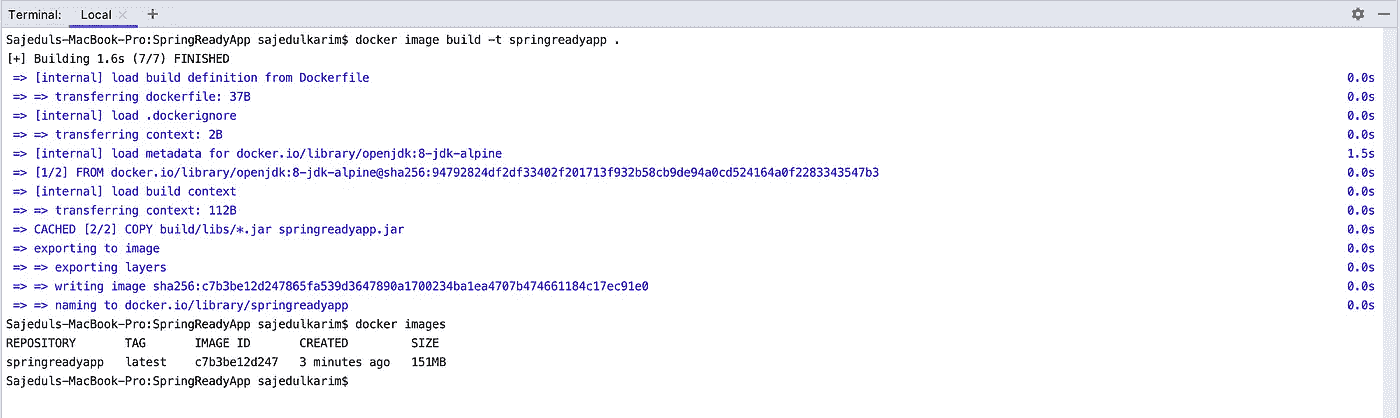 Terminal: Local × +
Sajeduls-MacBook-Pro:SpringReadyApp sajedulkarim$ docker image build -t springreadyapp .
[+] Building 1.6s (7/7) FINISHED
=> [internal] load build definition from Dockerfile 0.0s
=> => transferring dockerfile: 37B 0.0s
=> [internal] load .dockerignore 0.0s
=> => transferring context: 2B 0.0s
=> [internal] load metadata for docker.io/library/openjdk:8-jdk-alpine 1.5s
=> [1/2] FROM docker.io/library/openjdk:8-jdk-alpine@sha256:94792824df2df33402f201713f932b58cb9de94a0cd524164a0f2283343547b3 0.0s
=> [internal] load build context 0.0s
=> => transferring context: 112B 0.0s
=> CACHED [2/2] COPY build/libs/*.jar springreadyapp.jar 0.0s
=> exporting to image 0.0s
=> => exporting layers 0.0s
=> => writing image sha256:c7b3be12d247865fa539d3647890a1700234ba1ea4707b474661184c17ec91e0 0.0s
=> => naming to docker.io/library/springreadyapp 0.0s
Sajeduls-MacBook-Pro:SpringReadyApp sajedulkarim$ docker images
REPOSITORY TAG IMAGE ID CREATED SIZE
springreadyapp latest c7b3be12d247 3 minutes ago 151MB
Sajeduls-MacBook-Pro:SpringReadyApp sajedulkarim$